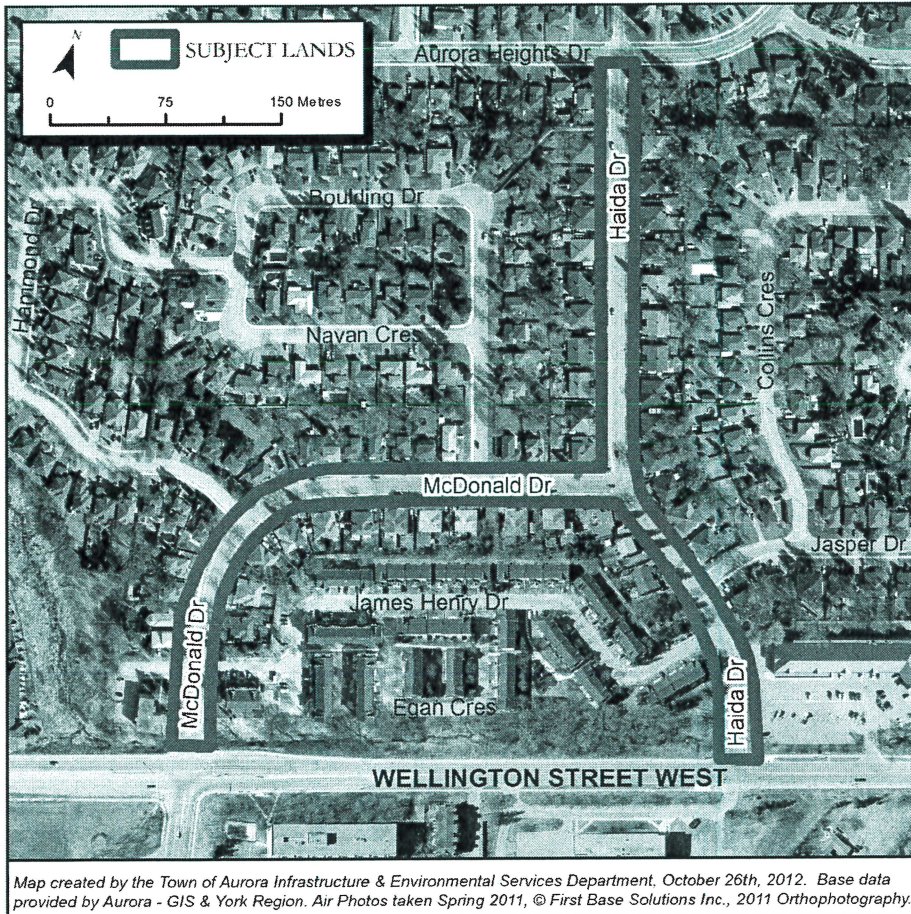 N
SUBJECT LANDS
0 75 150 Metres
Aurora Heights Dr
Haida Dr
Boulding Dr
Hammond Dr
Navan Cres
Collins Cres
McDonald Dr
Jasper Dr
James Henry Dr
McDonald Dr
Egan Cres
Haida Dr
WELLINGTON STREET WEST
Map created by the Town of Aurora Infrastructure & Environmental Services Department, October 26th, 2012. Base data
provided by Aurora - GIS & York Region. Air Photos taken Spring 2011, © First Base Solutions Inc., 2011 Orthophotography.